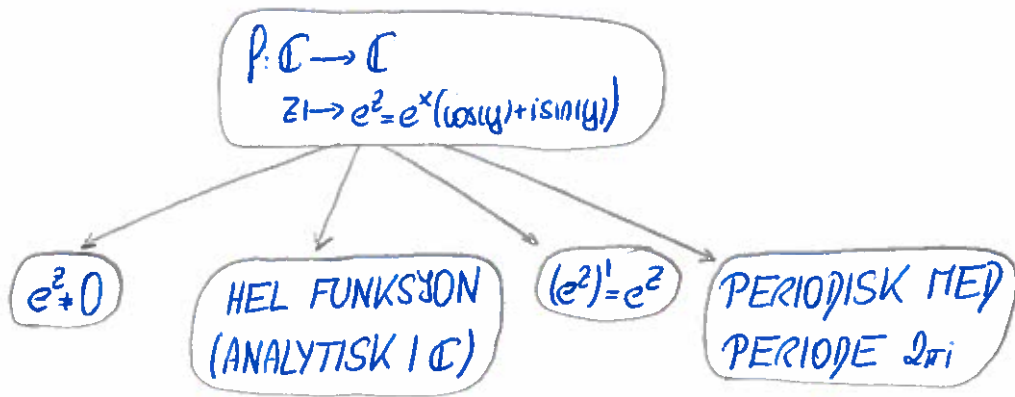 f: ℂ → ℂ
z ↦ e^z = e^x (cos(y) + i sin(y))
e^z ≠ 0
HEL FUNKSJON
(ANALYTISK I ℂ)
(e^z)' = e^z
PERIODISK MED
PERIODE 2πi